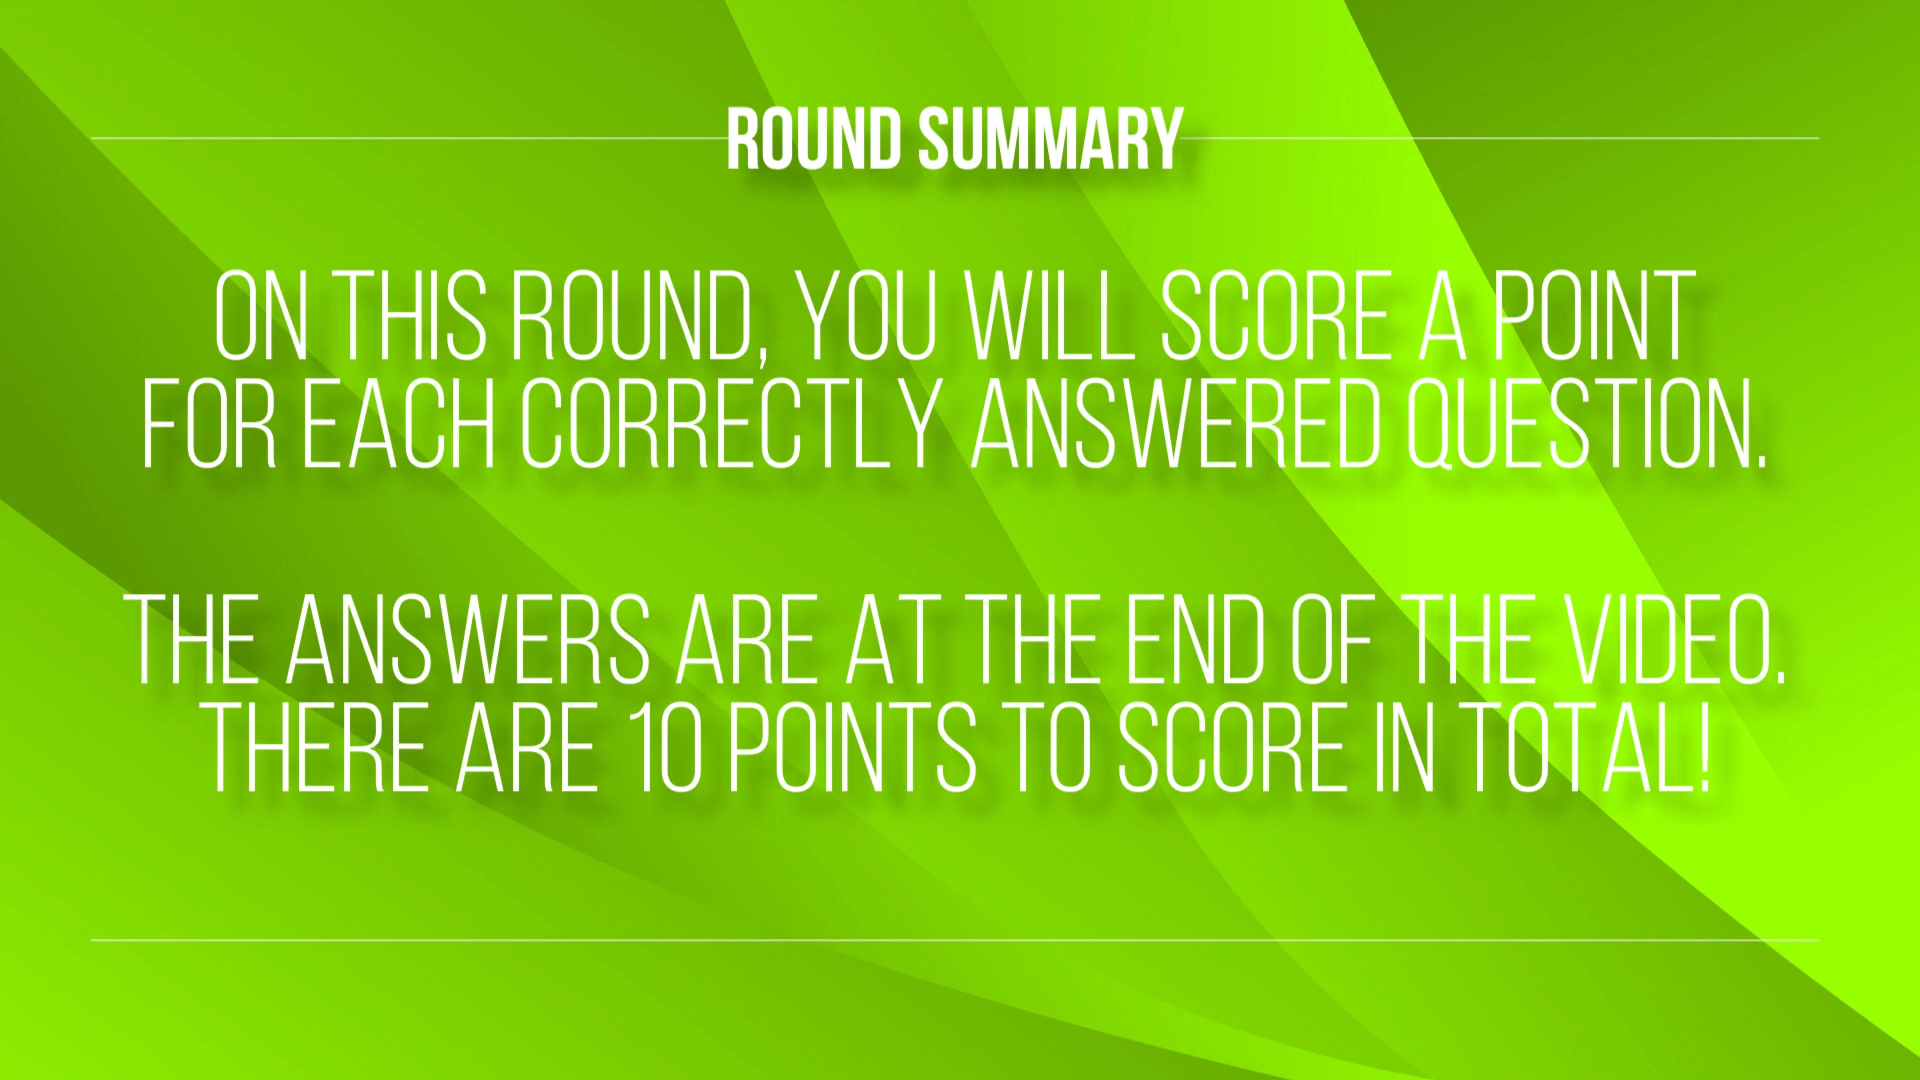 ROUND SUMMARY
ON THIS ROUND, YOU WILL SCORE A POINT
FOR EACH CORRECTLY ANSWERED QUESTION.
THE ANSWERS ARE AT THE END OF THE VIDEO.
THERE ARE 10 POINTS TO SCORE IN TOTAL!